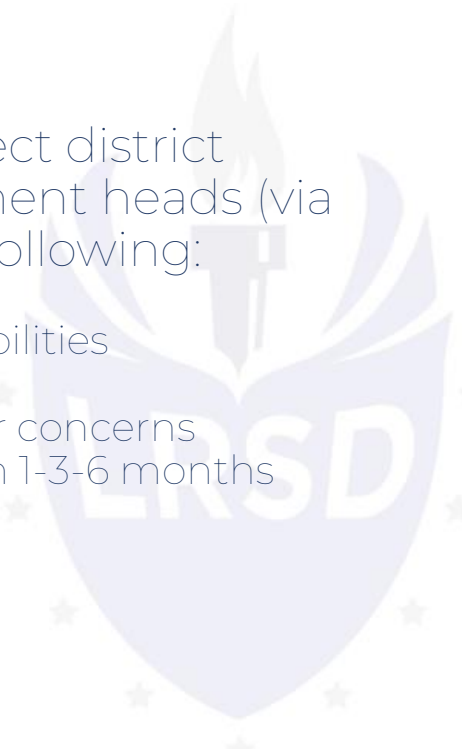 ect district
ment heads (via
ollowing:
bilities
r concerns
n 1-3-6 months
LRSD